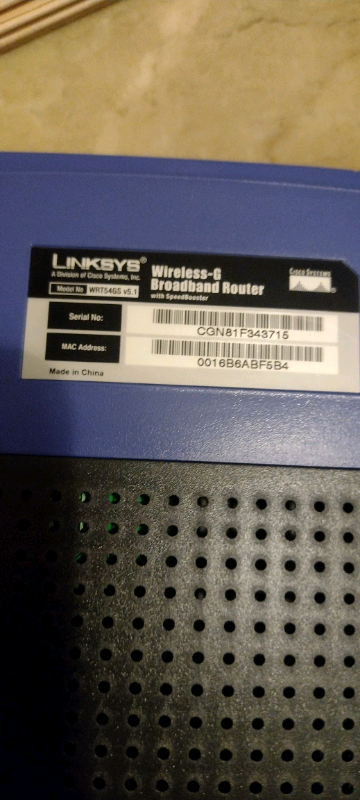 LINKSYS®
A Division of Cisco Systems, Inc.
Wireless-G
Broadband Router
with SpeedBooster
CISCO SYSTEMS
Model No WRT54GS v5.1
Serial No:
CGN81F343715
MAC Address:
0016B6ABF5B4
Made in China